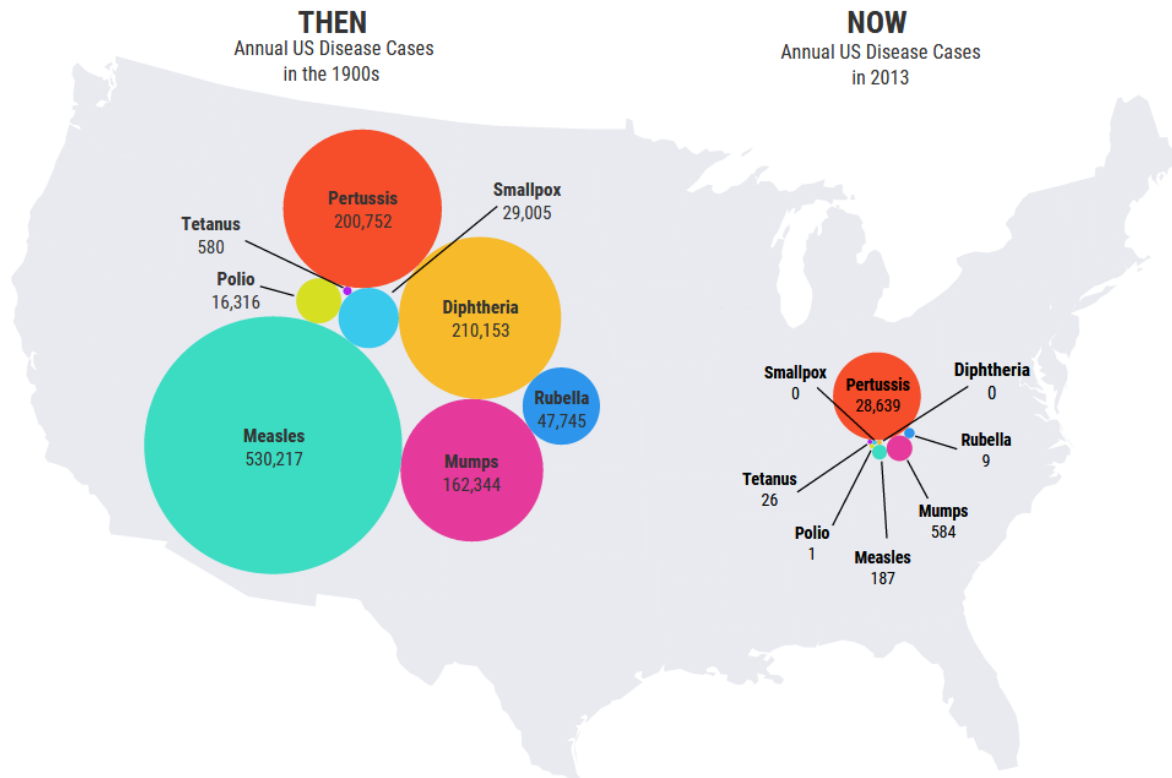 THEN
Annual US Disease Cases
in the 1900s
Pertussis
200,752
Smallpox
29,005
Tetanus
580
Polio
16,316
Diphtheria
210,153
Rubella
47,745
Measles
530,217
Mumps
162,344
NOW
Annual US Disease Cases
in 2013
Smallpox
0
Pertussis
28,639
Diphtheria
0
Rubella
9
Tetanus
26
Mumps
584
Polio
1
Measles
187